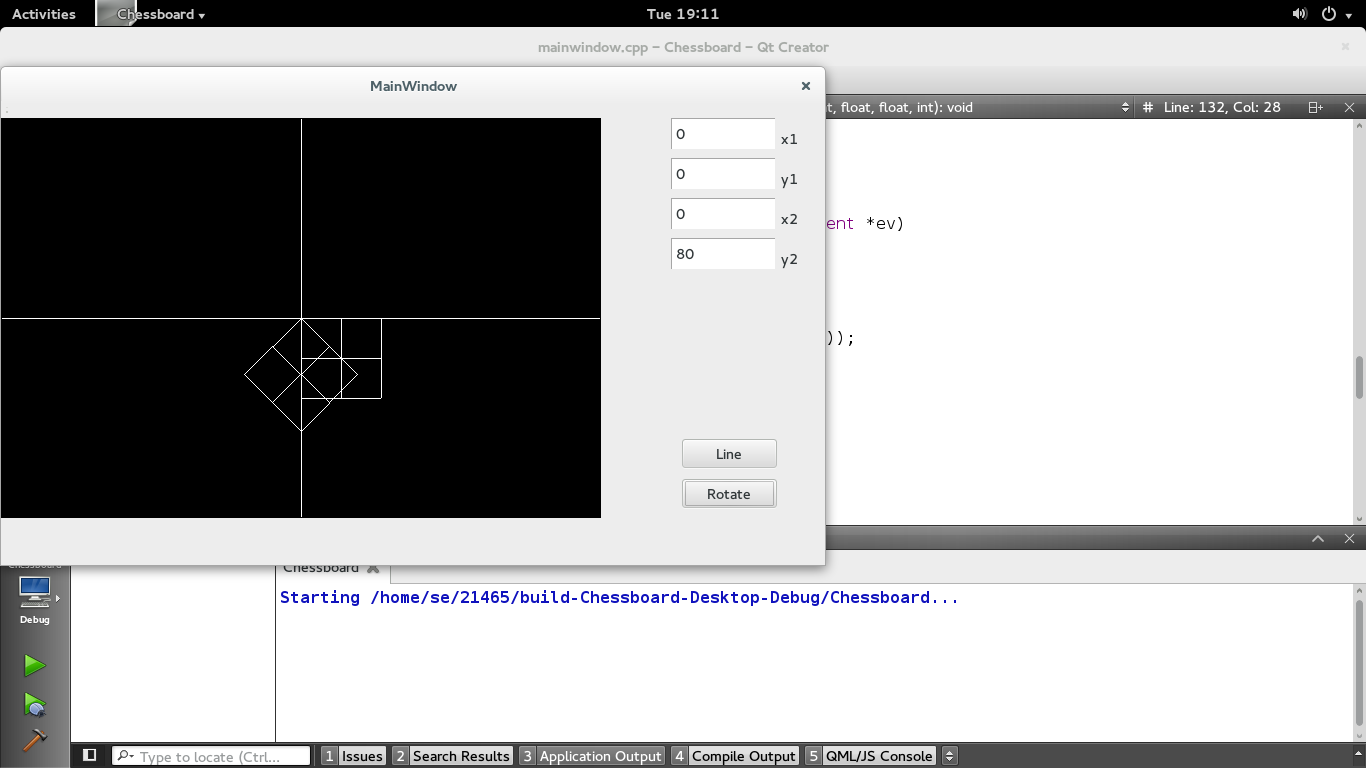 Activities Chessboard Tue 19:11
mainwindow.cpp – Chessboard – Qt Creator
MainWindow
t, float, float, int): void # Line: 132, Col: 28
0 x1
0 y1
ent *ev)
0 x2
80 y2
));
Line
Rotate
Chessboard
Starting /home/se/21465/build-Chessboard-Desktop-Debug/Chessboard...
Debug
Type to locate (Ctrl... 1 Issues 2 Search Results 3 Application Output 4 Compile Output 5 QML/JS Console